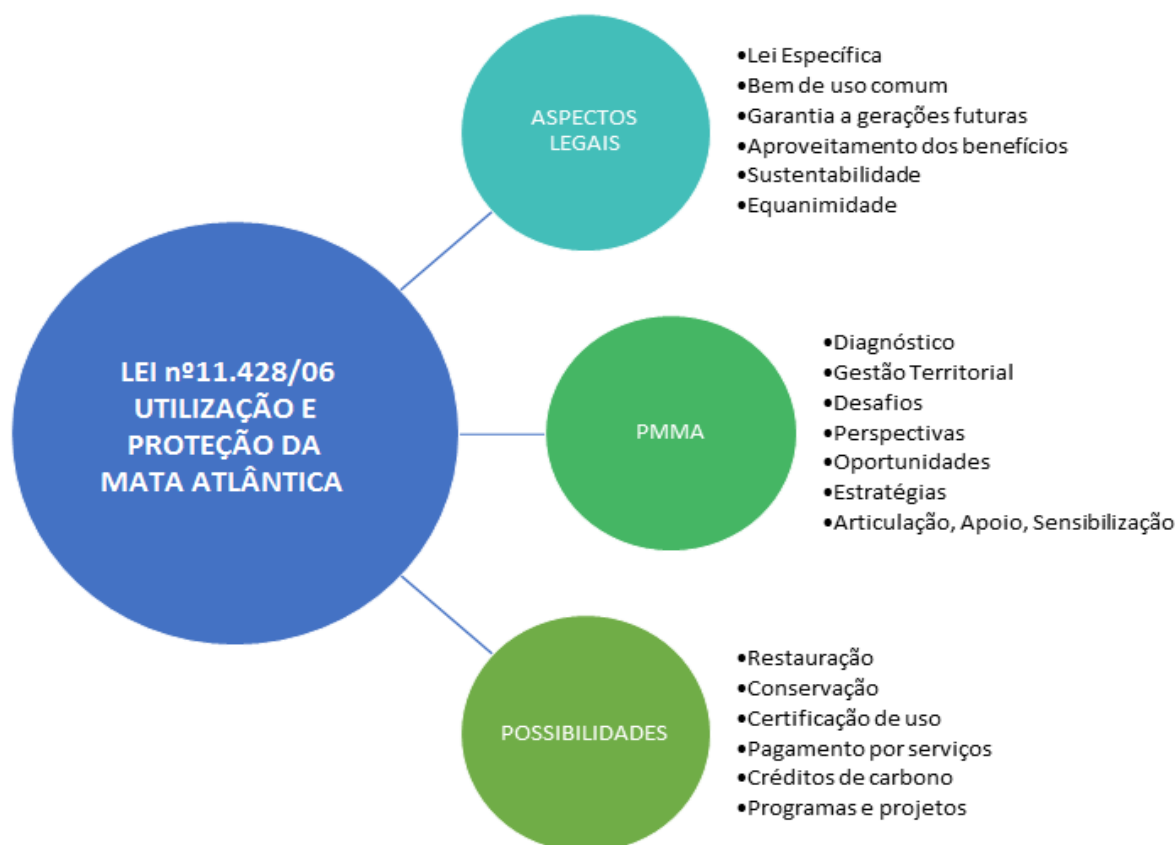 ASPECTOS
LEGAIS
•Lei Específica
•Bem de uso comum
•Garantia a gerações futuras
•Aproveitamento dos benefícios
•Sustentabilidade
•Equanimidade
LEI nº11.428/06
UTILIZAÇÃO E
PROTEÇÃO DA
MATA ATLÂNTICA
PMMA
•Diagnóstico
•Gestão Territorial
•Desafios
•Perspectivas
•Oportunidades
•Estratégias
•Articulação, Apoio, Sensibilização
POSSIBILIDADES
•Restauração
•Conservação
•Certificação de uso
•Pagamento por serviços
•Créditos de carbono
•Programas e projetos